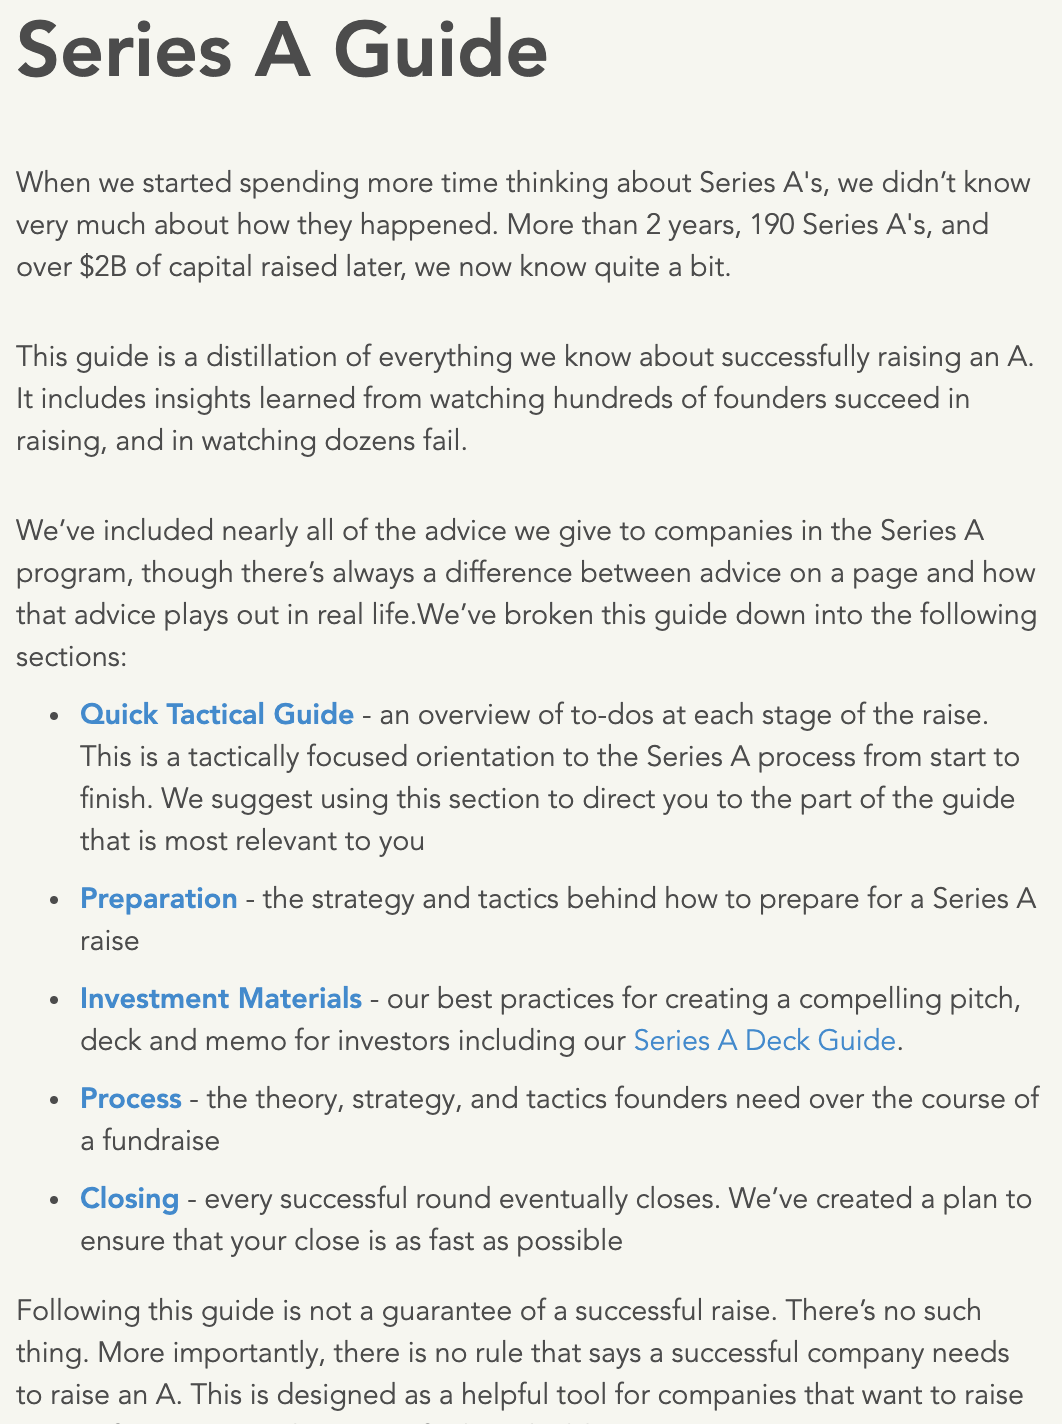 Series A Guide
When we started spending more time thinking about Series A's, we didn’t know
very much about how they happened. More than 2 years, 190 Series A's, and
over $2B of capital raised later, we now know quite a bit.
This guide is a distillation of everything we know about successfully raising an A.
It includes insights learned from watching hundreds of founders succeed in
raising, and in watching dozens fail.
We’ve included nearly all of the advice we give to companies in the Series A
program, though there’s always a difference between advice on a page and how
that advice plays out in real life.We’ve broken this guide down into the following
sections:
• Quick Tactical Guide - an overview of to-dos at each stage of the raise.
This is a tactically focused orientation to the Series A process from start to
finish. We suggest using this section to direct you to the part of the guide
that is most relevant to you
• Preparation - the strategy and tactics behind how to prepare for a Series A
raise
• Investment Materials - our best practices for creating a compelling pitch,
deck and memo for investors including our Series A Deck Guide.
• Process - the theory, strategy, and tactics founders need over the course of
a fundraise
• Closing - every successful round eventually closes. We’ve created a plan to
ensure that your close is as fast as possible
Following this guide is not a guarantee of a successful raise. There’s no such
thing. More importantly, there is no rule that says a successful company needs
to raise an A. This is designed as a helpful tool for companies that want to raise